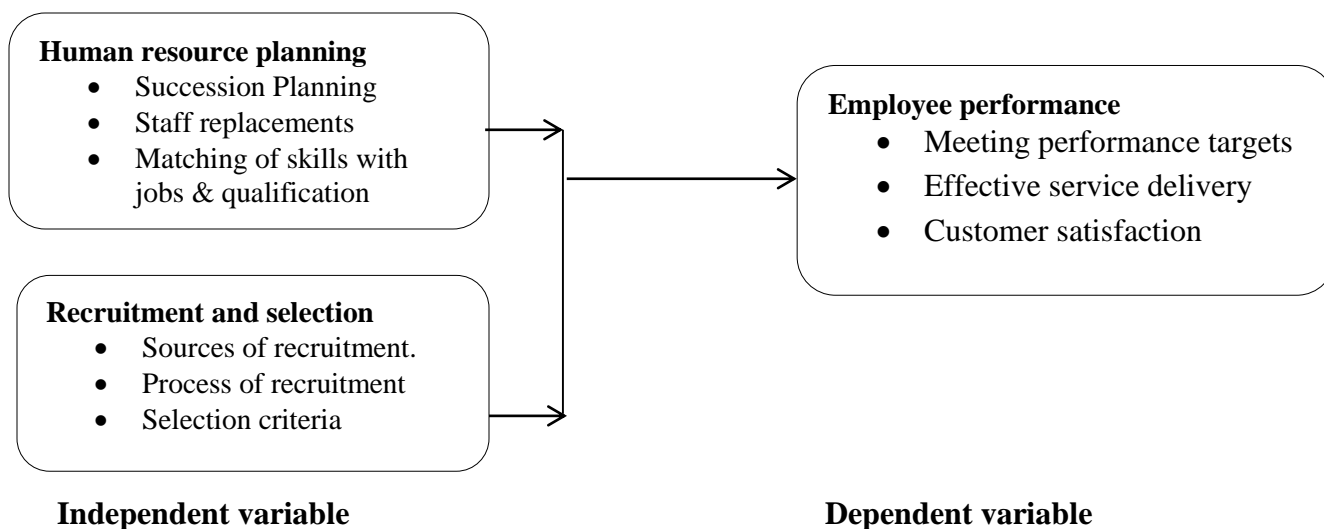 Human resource planning
• Succession Planning
• Staff replacements
• Matching of skills with
jobs & qualification
Employee performance
• Meeting performance targets
• Effective service delivery
• Customer satisfaction
Recruitment and selection
• Sources of recruitment.
• Process of recruitment
• Selection criteria
Independent variable
Dependent variable